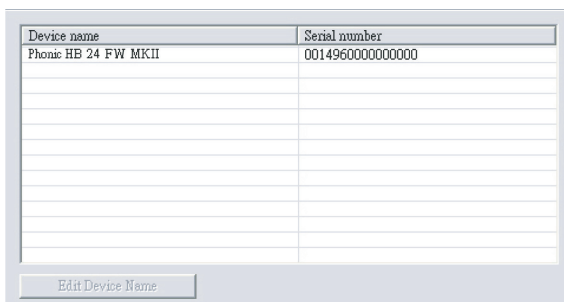 Device name Serial number
Phonic HB 24 FW MKII 0014960000000000
Edit Device Name